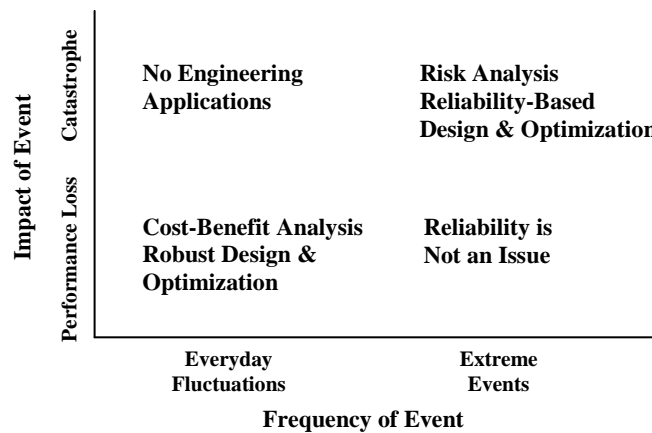 Impact of Event
Catastrophe
Performance Loss
No Engineering
Applications
Risk Analysis
Reliability-Based
Design & Optimization
Cost-Benefit Analysis
Robust Design &
Optimization
Reliability is
Not an Issue
Everyday
Fluctuations
Extreme
Events
Frequency of Event